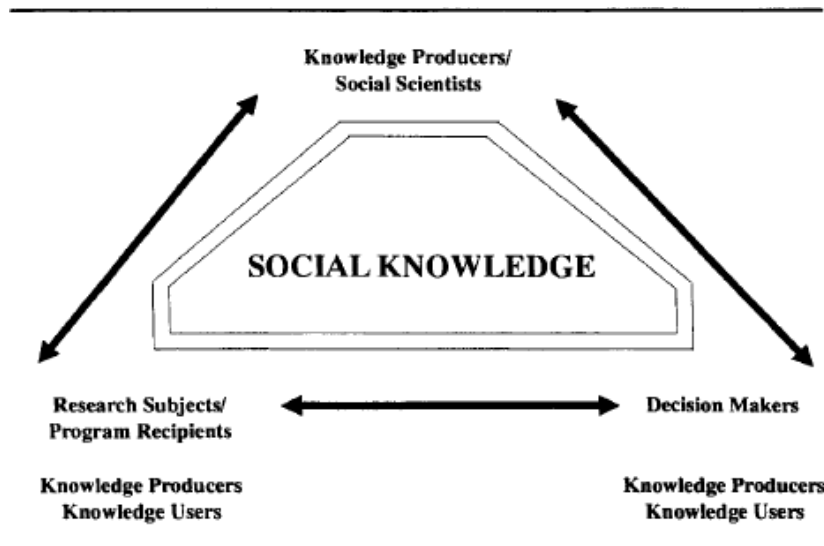 Knowledge Producers/
Social Scientists
SOCIAL KNOWLEDGE
Research Subjects/
Program Recipients
Decision Makers
Knowledge Producers
Knowledge Users
Knowledge Producers
Knowledge Users